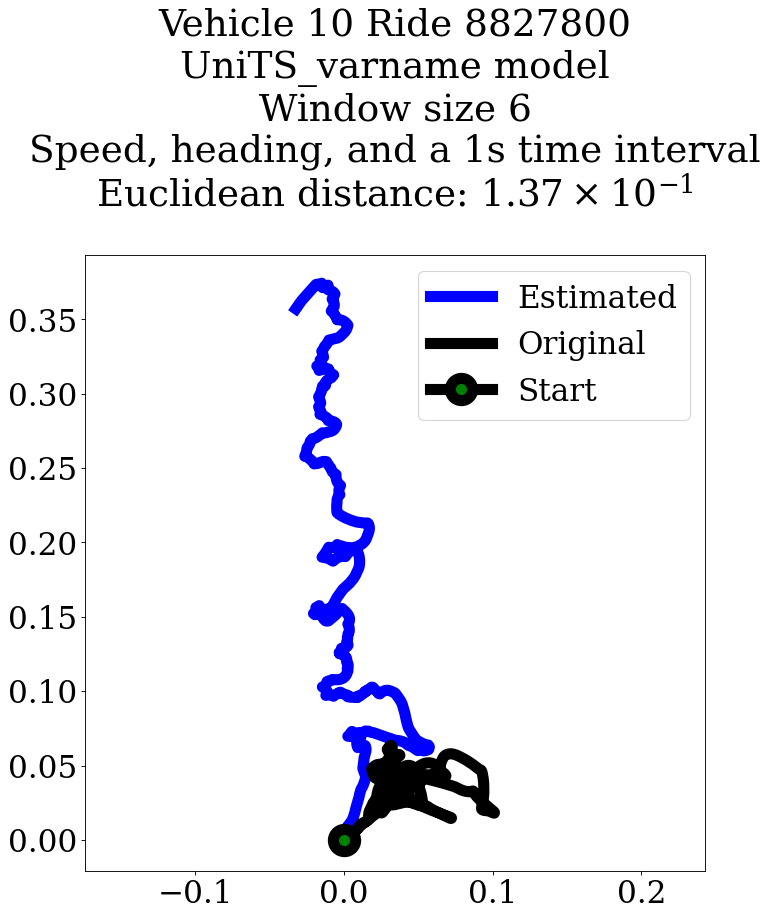 Vehicle 10 Ride 8827800
UniTS_varname model
Window size 6
Speed, heading, and a 1s time interval
Euclidean distance: $1.37 \times 10^{-1}$
Estimated
Original
Start
0.35
0.30
0.25
0.20
0.15
0.10
0.05
0.00
−0.1 0.0 0.1 0.2